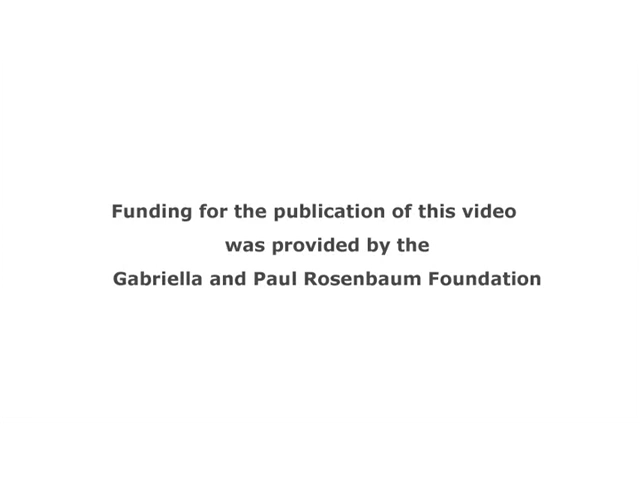 Funding for the publication of this video
was provided by the
Gabriella and Paul Rosenbaum Foundation